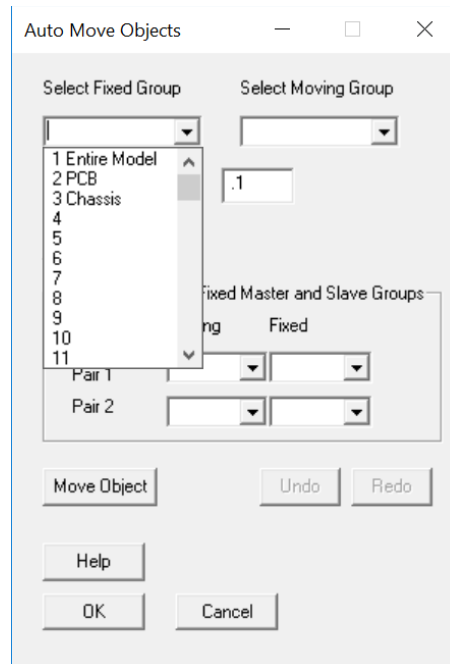 Auto Move Objects
Select Fixed Group Select Moving Group
1 Entire Model
2 PCB
3 Chassis
.1
4
5
6
7
8
9
10
11
Fixed Master and Slave Groups
ng Fixed
Pair 1
Pair 2
Move Object Undo Redo
Help
OK Cancel